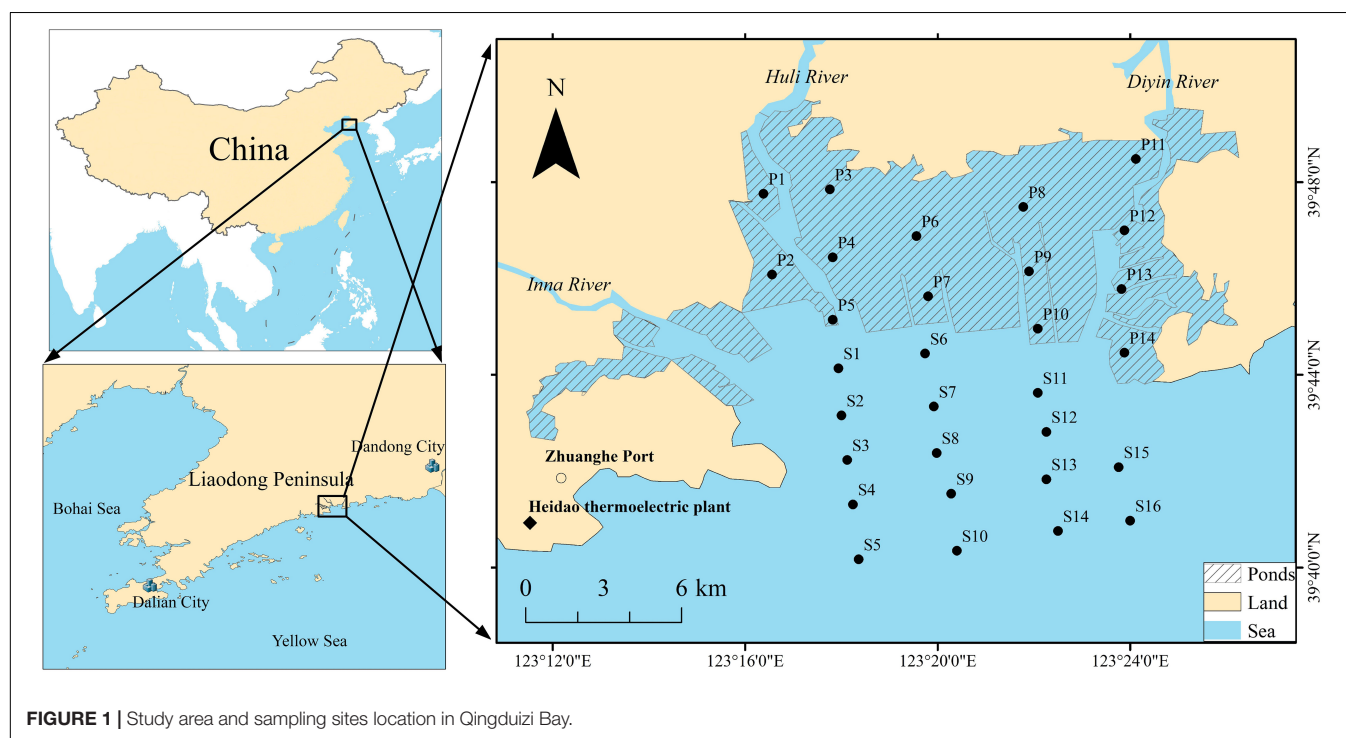 China
Bohai Sea
Liaodong Peninsula
Dandong City
Dalian City
Yellow Sea
N
Huli River
Diyin River
Inna River
P1
P2
P3
P4
P5
P6
P7
P8
P9
P10
P11
P12
P13
P14
S1
S2
S3
S4
S5
S6
S7
S8
S9
S10
S11
S12
S13
S14
S15
S16
Zhuanghe Port
Heidao thermoelectric plant
0 3 6 km
Ponds
Land
Sea
39°48'0"N
39°44'0"N
39°40'0"N
123°12'0"E 123°16'0"E 123°20'0"E 123°24'0"E
FIGURE 1 | Study area and sampling sites location in Qingduizi Bay.